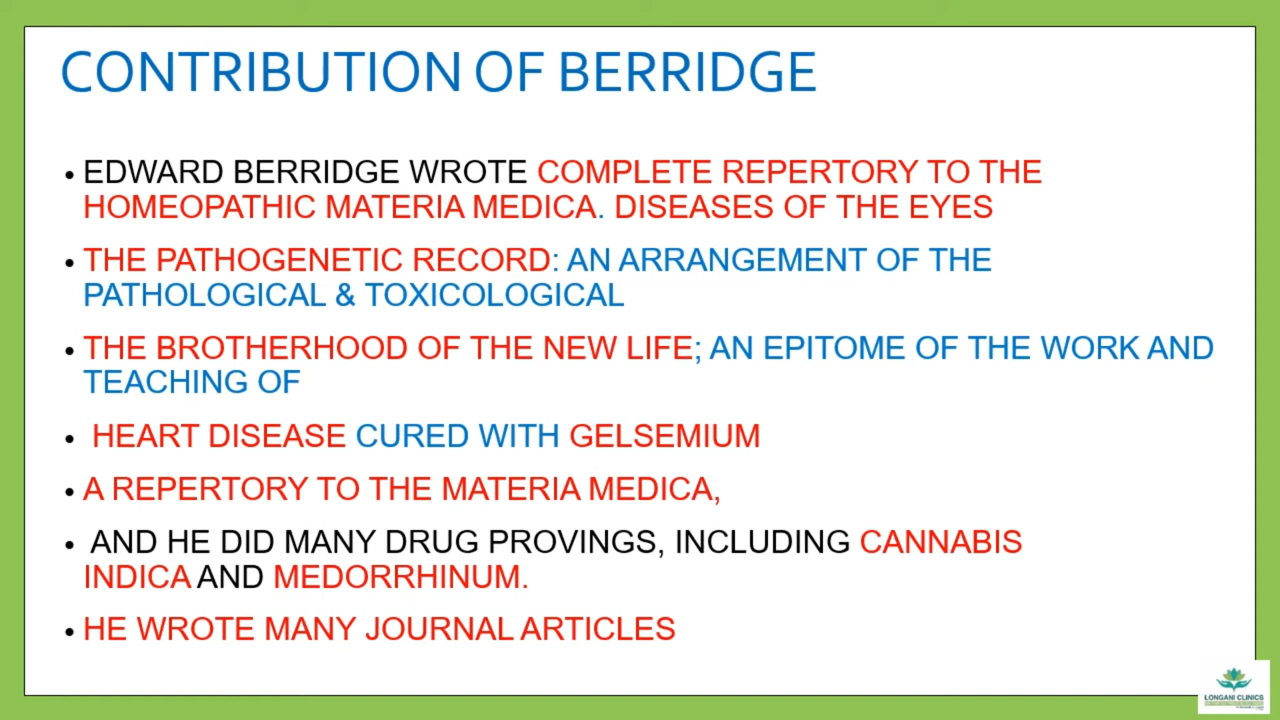 CONTRIBUTION OF BERRIDGE
• EDWARD BERRIDGE WROTE COMPLETE REPERTORY TO THE
HOMEOPATHIC MATERIA MEDICA. DISEASES OF THE EYES
• THE PATHOGENETIC RECORD: AN ARRANGEMENT OF THE
PATHOLOGICAL & TOXICOLOGICAL
• THE BROTHERHOOD OF THE NEW LIFE; AN EPITOME OF THE WORK AND
TEACHING OF
• HEART DISEASE CURED WITH GELSEMIUM
• A REPERTORY TO THE MATERIA MEDICA,
• AND HE DID MANY DRUG PROVINGS, INCLUDING CANNABIS
INDICA AND MEDORRHINUM.
• HE WROTE MANY JOURNAL ARTICLES
LONGANI CLINICS